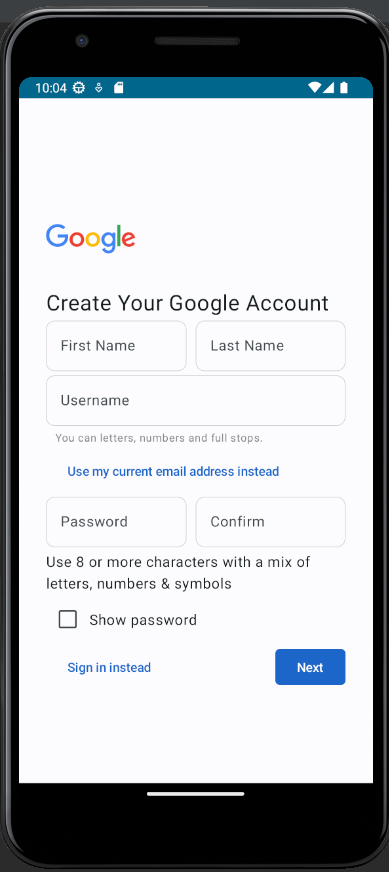 10:04
Google
Create Your Google Account
First Name Last Name
Username
You can letters, numbers and full stops.
Use my current email address instead
Password Confirm
Use 8 or more characters with a mix of
letters, numbers & symbols
Show password
Sign in instead Next